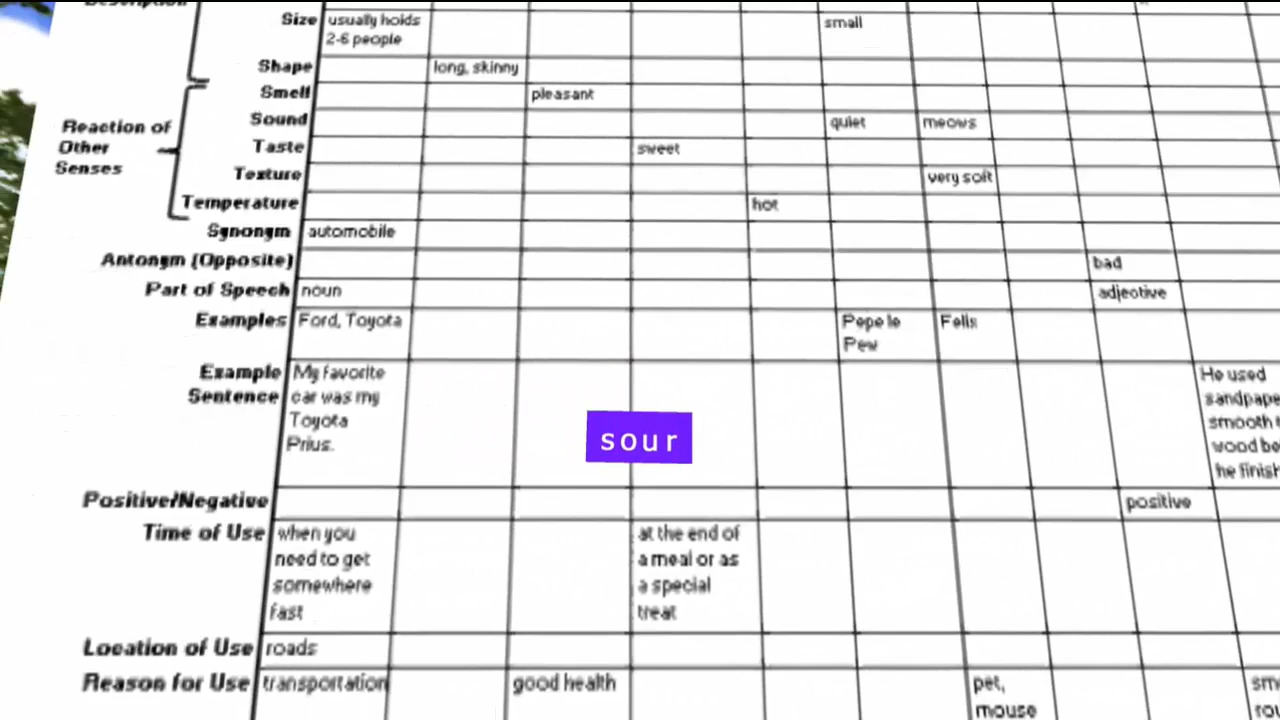 Size usually holds small
2-6 people
Shape long, skinny
Smell pleasant
Sound quiet meows
Reaction of
Other
Senses
Taste sweet
Texture very soft
Temperature hot
Synonym automobile
Antonym (Opposite) bad
Part of Speech noun adjective
Examples Ford, Toyota Pepe le Felis
Pew
Example My favorite He used
Sentence car was my
Toyota smooth
Prius. wood
he
sour
Positive/Negative positive
Time of Use when you at the end of
need to get a meal or as
somewhere a special
fast treat
Location of Use roads
Reason for Use transportation good health pet,
mouse